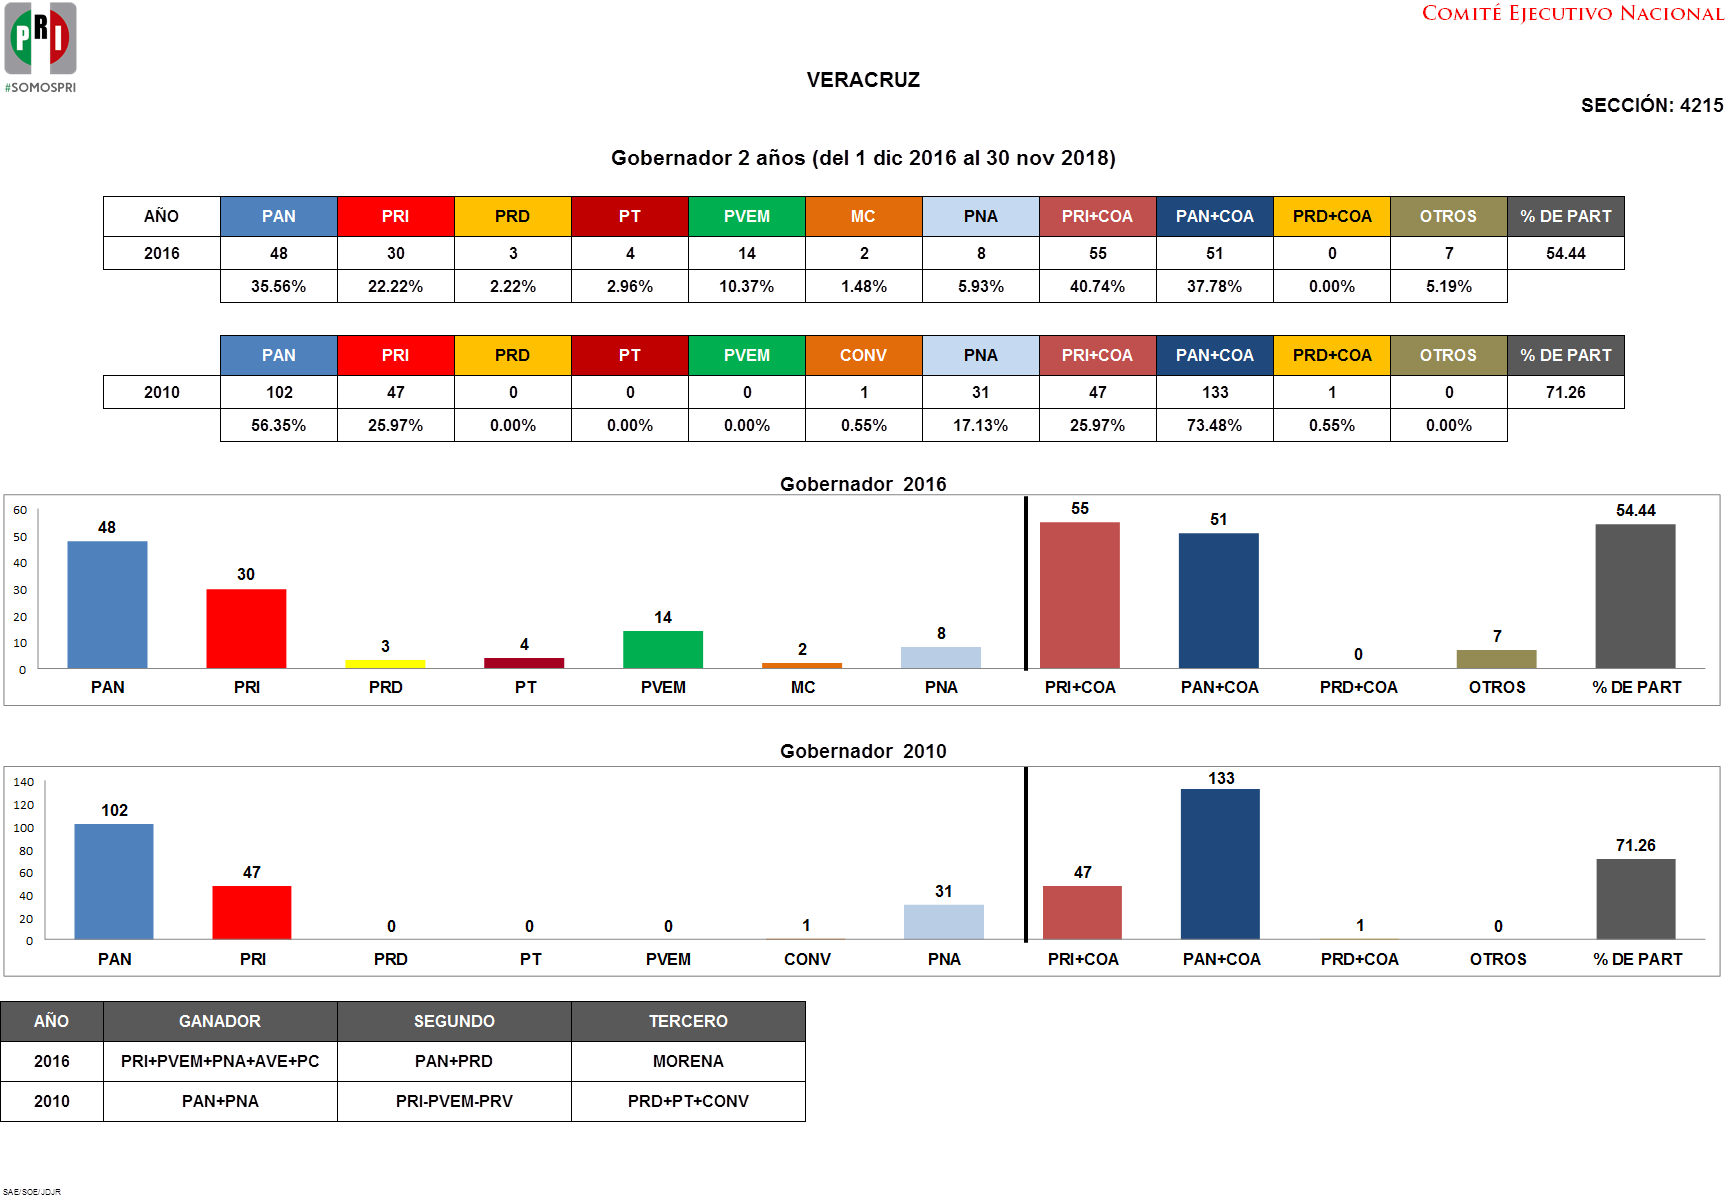 PRI
#SOMOSPRI
COMITÉ EJECUTIVO NACIONAL
VERACRUZ
SECCIÓN: 4215
Gobernador 2 años (del 1 dic 2016 al 30 nov 2018)
AÑO PAN PRI PRD PT PVEM MC PNA PRI+COA PAN+COA PRD+COA OTROS % DE PART
2016 48 30 3 4 14 2 8 55 51 0 7 54.44
35.56% 22.22% 2.22% 2.96% 10.37% 1.48% 5.93% 40.74% 37.78% 0.00% 5.19%
PAN PRI PRD PT PVEM CONV PNA PRI+COA PAN+COA PRD+COA OTROS % DE PART
2010 102 47 0 0 0 1 31 47 133 1 0 71.26
56.35% 25.97% 0.00% 0.00% 0.00% 0.55% 17.13% 25.97% 73.48% 0.55% 0.00%
Gobernador 2016
60
50
40
30
20
10
0
48 30 3 4 14 2 8 55 51 0 7 54.44
PAN PRI PRD PT PVEM MC PNA PRI+COA PAN+COA PRD+COA OTROS % DE PART
Gobernador 2010
140
120
100
80
60
40
20
0
102 47 0 0 0 1 31 47 133 1 0 71.26
PAN PRI PRD PT PVEM CONV PNA PRI+COA PAN+COA PRD+COA OTROS % DE PART
AÑO GANADOR SEGUNDO TERCERO
2016 PRI+PVEM+PNA+AVE+PC PAN+PRD MORENA
2010 PAN+PNA PRI-PVEM-PRV PRD+PT+CONV
SAE/SOE/JDJR